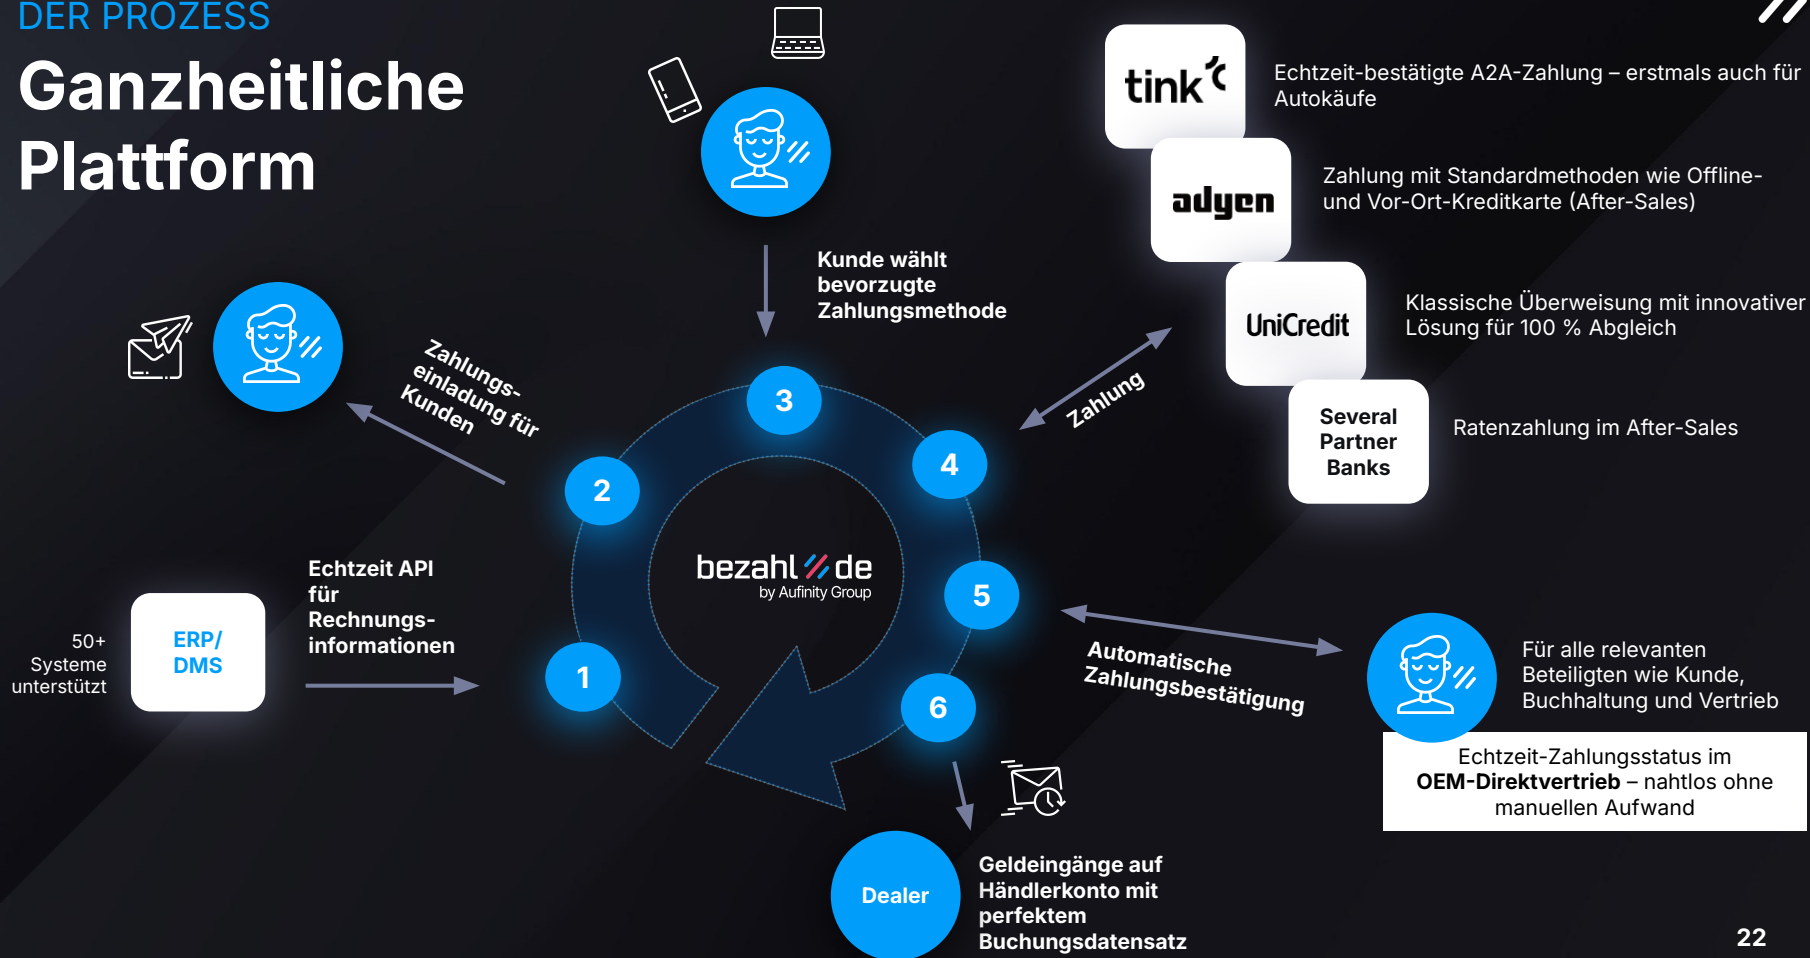 DER PROZESS
Ganzheitliche
Plattform
tink
Echtzeit-bestätigte A2A-Zahlung – erstmals auch für
Autokäufe
adyen
Zahlung mit Standardmethoden wie Offline-
und Vor-Ort-Kreditkarte (After-Sales)
UniCredit
Klassische Überweisung mit innovativer
Lösung für 100 % Abgleich
Several
Partner
Banks
Ratenzahlung im After-Sales
Kunde wählt
bevorzugte
Zahlungsmethode
Zahlungs-
einladung für
Kunden
Zahlung
3
4
2
5
1
6
bezahl de
by Aufinity Group
50+
Systeme
unterstützt
ERP/
DMS
Echtzeit API
für
Rechnungs-
informationen
Automatische
Zahlungsbestätigung
Für alle relevanten
Beteiligten wie Kunde,
Buchhaltung und Vertrieb
Echtzeit-Zahlungsstatus im
OEM-Direktvertrieb – nahtlos ohne
manuellen Aufwand
Dealer
Geldeingänge auf
Händlerkonto mit
perfektem
Buchungsdatensatz
22